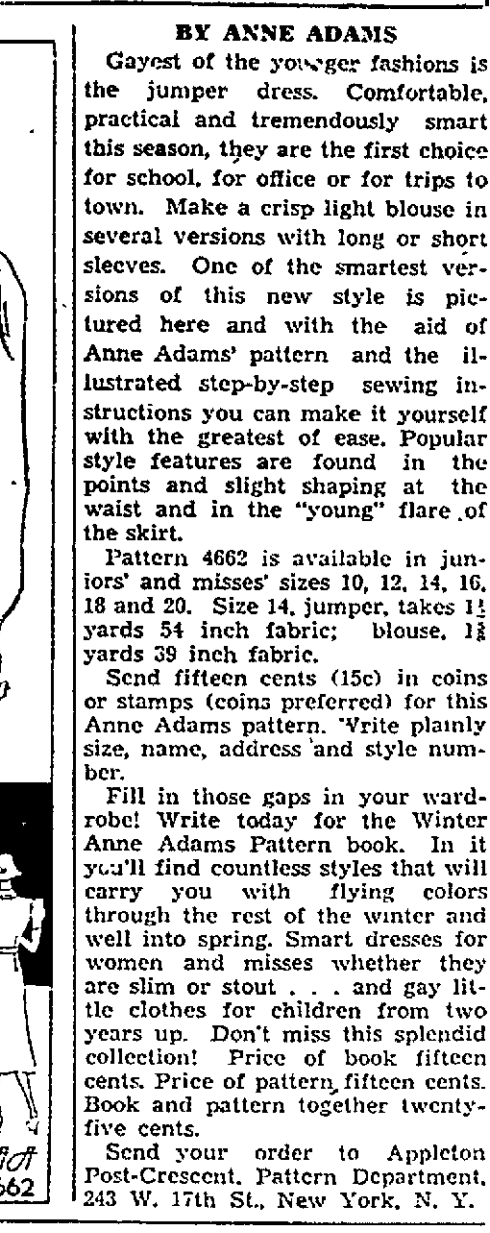 BY ANNE ADAMS
Gayest of the younger fashions is
the jumper dress. Comfortable,
practical and tremendously smart
this season, they are the first choice
for school, for office or for trips to
town. Make a crisp light blouse in
several versions with long or short
sleeves. One of the smartest ver-
sions of this new style is pic-
tured here and with the aid of
Anne Adams' pattern and the il-
lustrated step-by-step sewing in-
structions you can make it yourself
with the greatest of ease. Popular
style features are found in the
points and slight shaping at the
waist and in the "young" flare of
the skirt.
Pattern 4662 is available in jun-
iors' and misses' sizes 10, 12, 14, 16,
18 and 20. Size 14, jumper, takes
yards 54 inch fabric; blouse,
yards 39 inch fabric.
Send fifteen cents (15c) in coins
or stamps (coins preferred) for this
Anne Adams pattern. Write plainly
size, name, address and style num-
ber.
Fill in those gaps in your ward-
robe! Write today for the Winter
Anne Adams Pattern book. In it
you'll find countless styles that will
carry you with flying colors
through the rest of the winter and
well into spring. Smart dresses for
women and misses whether they
are slim or stout . . . and gay lit-
tle clothes for children from two
years up. Don't miss this splendid
collection! Price of book fifteen
cents. Price of pattern, fifteen cents.
Book and pattern together twenty-
five cents.
Send your order to Appleton
Post-Crescent, Pattern Department,
243 W. 17th St., New York, N. Y.
662